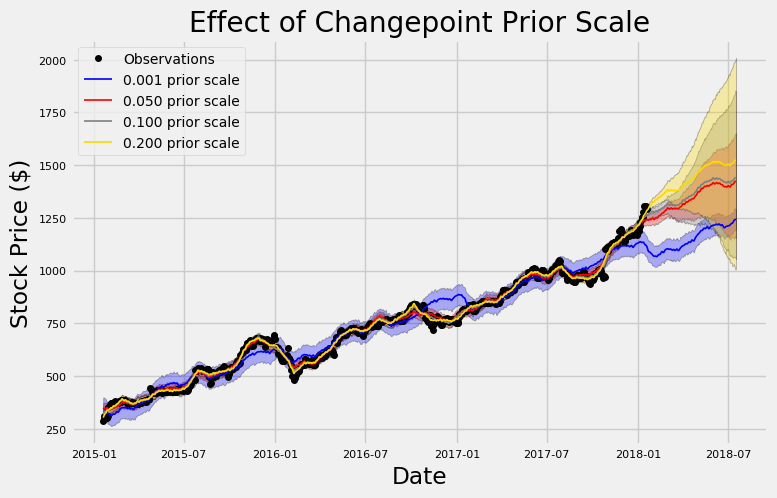 Effect of Changepoint Prior Scale
Observations
0.001 prior scale
0.050 prior scale
0.100 prior scale
0.200 prior scale
Stock Price ($)
2000
1750
1500
1250
1000
750
500
250
2015-01 2015-07 2016-01 2016-07 2017-01 2017-07 2018-01 2018-07
Date